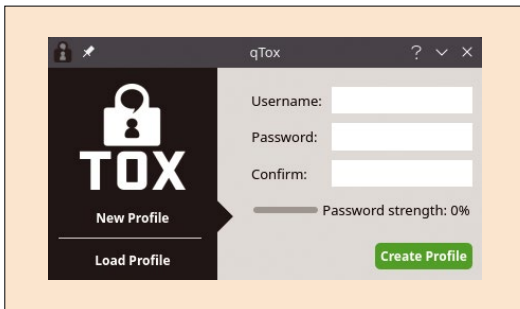 qTox
TOX
New Profile
Load Profile
Username:
Password:
Confirm:
Password strength: 0%
Create Profile